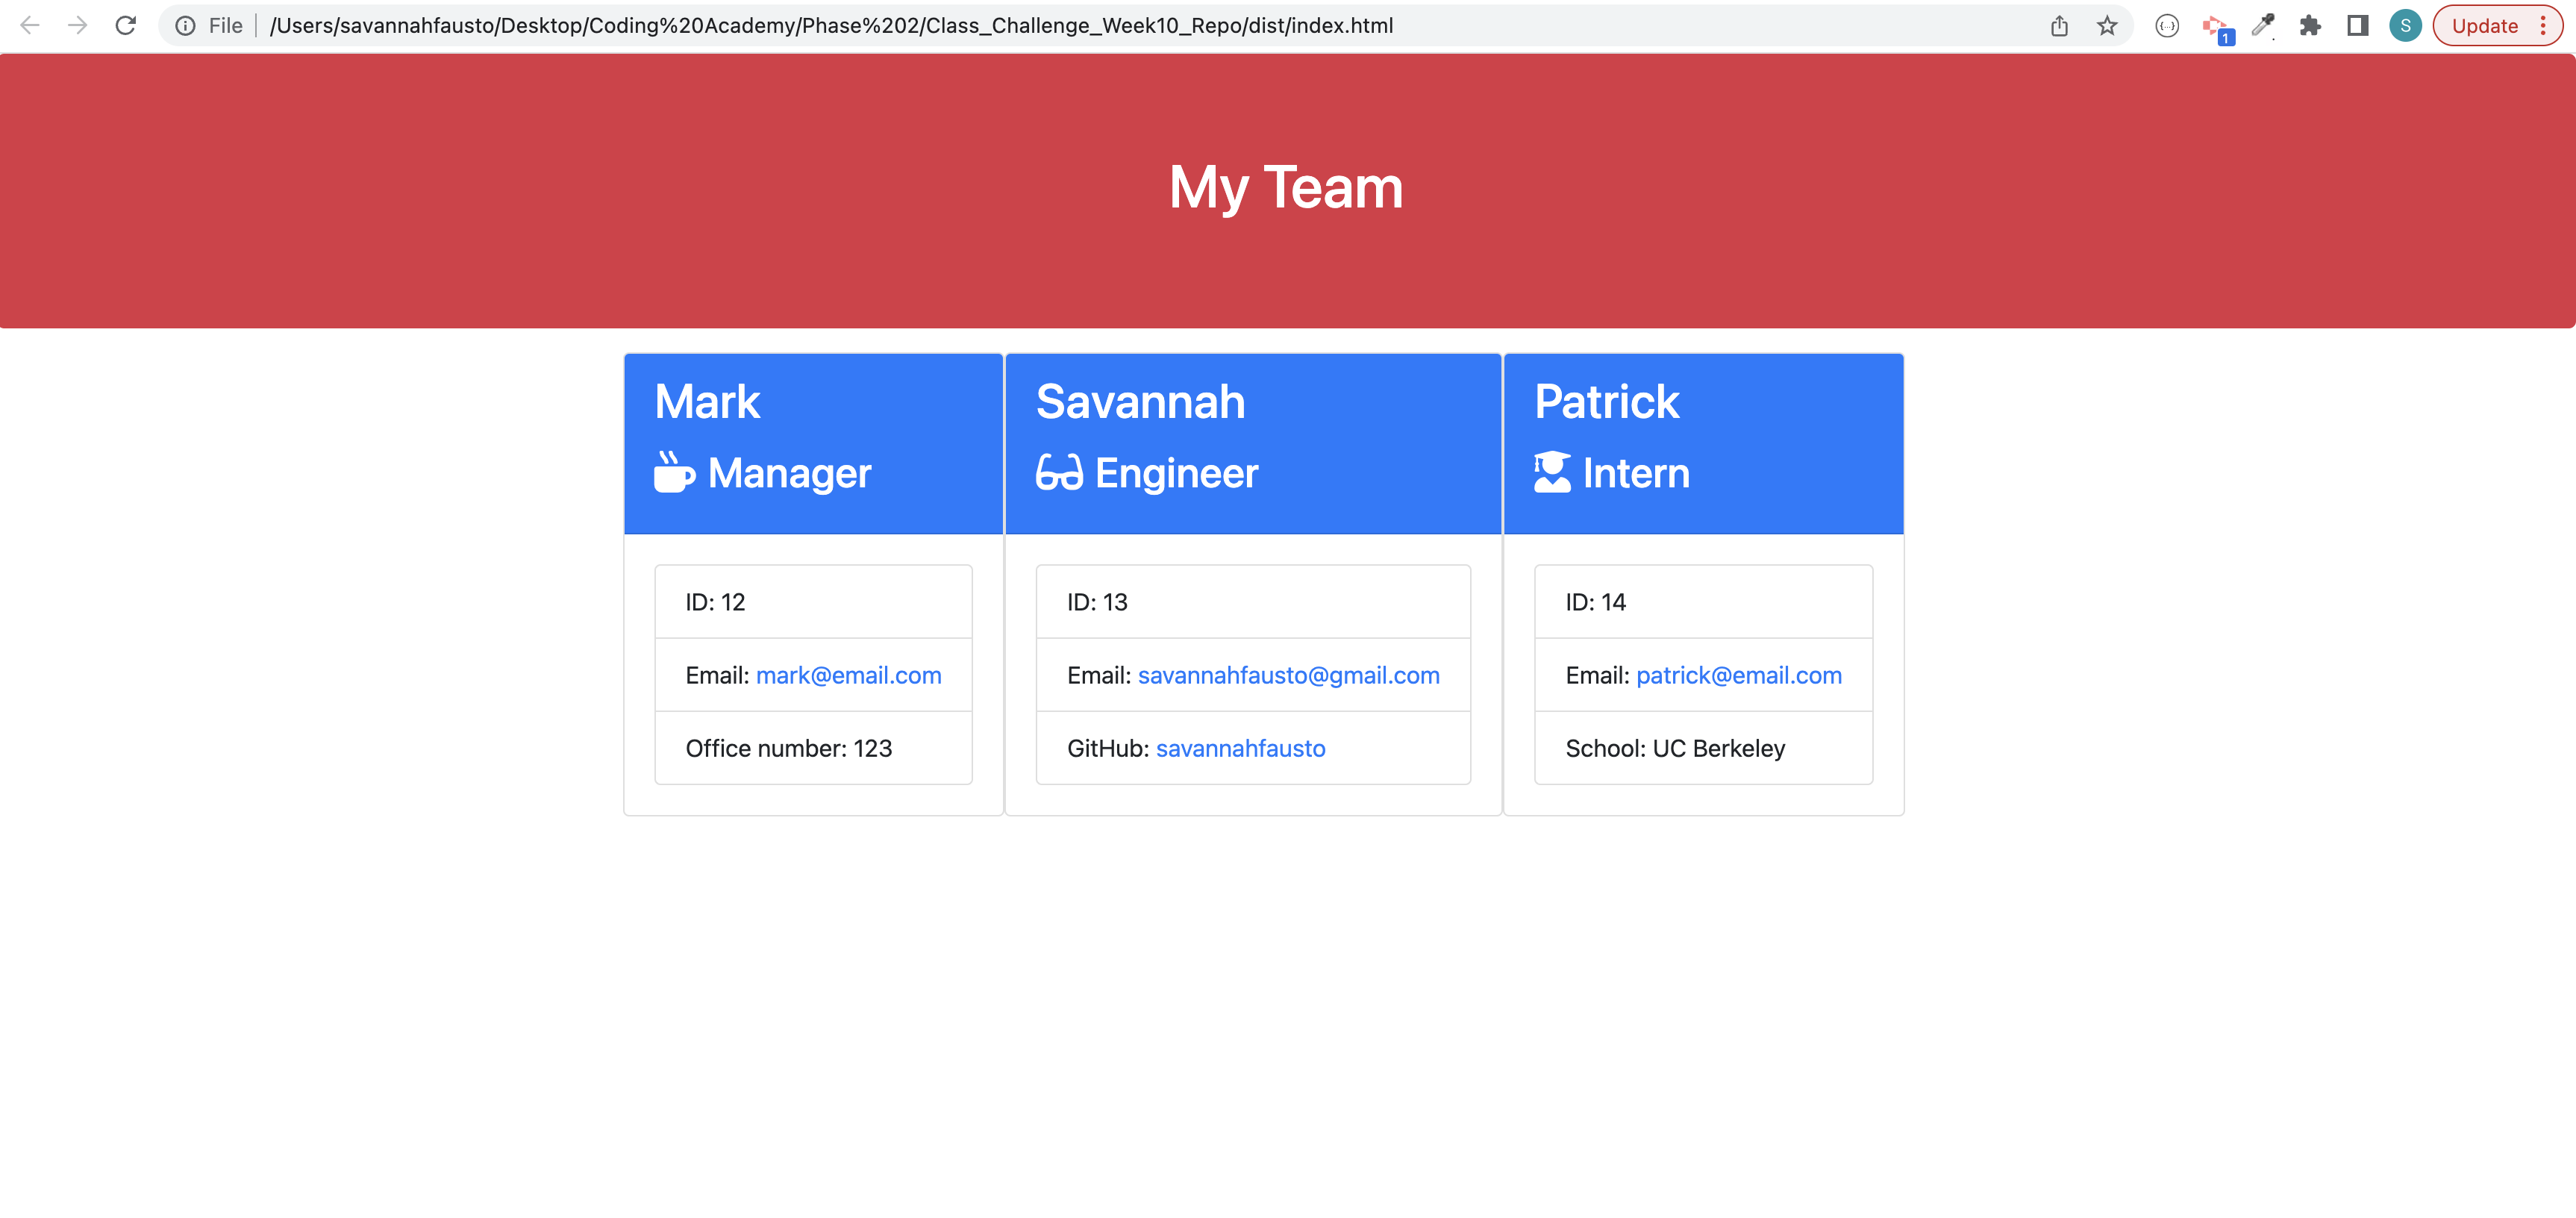 File /Users/savannahfausto/Desktop/Coding%20Academy/Phase%202/Class_Challenge_Week10_Repo/dist/index.html
{...}
1
S
Update
My Team
Mark
Manager
ID: 12
Email: mark@email.com
Office number: 123
Savannah
Engineer
ID: 13
Email: savannahfausto@gmail.com
GitHub: savannahfausto
Patrick
Intern
ID: 14
Email: patrick@email.com
School: UC Berkeley